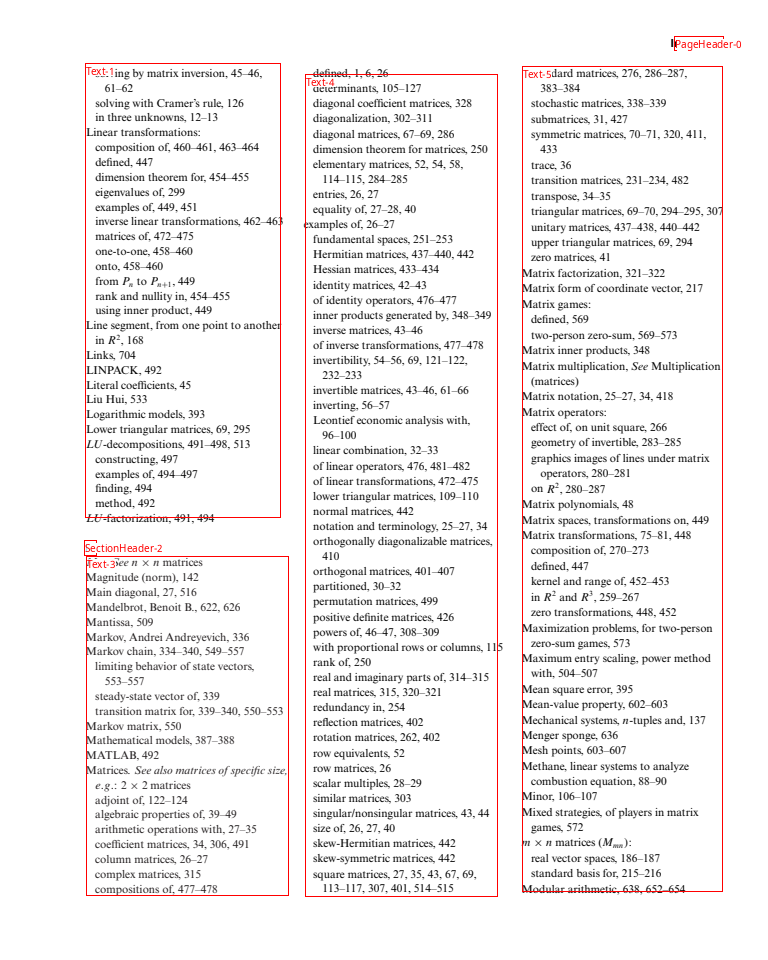 PageHeader-0
Text-1
ing by matrix inversion, 45–46,
61–62
solving with Cramer's rule, 126
in three unknowns, 12–13
Linear transformations:
composition of, 460–461, 463–464
defined, 447
dimension theorem for, 454–455
eigenvalues of, 299
examples of, 449, 451
inverse linear transformations, 462–463
matrices of, 472–475
one-to-one, 458–460
onto, 458–460
from Pₙ to Pₙ₊₁, 449
rank and nullity in, 454–455
using inner product, 449
Line segment, from one point to another
in R², 168
Links, 704
LINPACK, 492
Literal coefficients, 45
Liu Hui, 533
Logarithmic models, 393
Lower triangular matrices, 69, 295
LU-decompositions, 491–498, 513
constructing, 497
examples of, 494–497
finding, 494
method, 492
LU-factorization, 491, 494
SectionHeader-2
Text-3
See n × n matrices
Magnitude (norm), 142
Main diagonal, 27, 516
Mandelbrot, Benoit B., 622, 626
Mantissa, 509
Markov, Andrei Andreyevich, 336
Markov chain, 334–340, 549–557
limiting behavior of state vectors,
553–557
steady-state vector of, 339
transition matrix for, 339–340, 550–553
Markov matrix, 550
Mathematical models, 387–388
MATLAB, 492
Matrices. See also matrices of specific size,
e.g.: 2 × 2 matrices
adjoint of, 122–124
algebraic properties of, 39–49
arithmetic operations with, 27–35
coefficient matrices, 34, 306, 491
column matrices, 26–27
complex matrices, 315
compositions of, 477–478
defined, 1, 6, 26
Text-4
determinants, 105–127
diagonal coefficient matrices, 328
diagonalization, 302–311
diagonal matrices, 67–69, 286
dimension theorem for matrices, 250
elementary matrices, 52, 54, 58,
114–115, 284–285
entries, 26, 27
equality of, 27–28, 40
examples of, 26–27
fundamental spaces, 251–253
Hermitian matrices, 437–440, 442
Hessian matrices, 433–434
identity matrices, 42–43
of identity operators, 476–477
inner products generated by, 348–349
inverse matrices, 43–46
of inverse transformations, 477–478
invertibility, 54–56, 69, 121–122,
232–233
invertible matrices, 43–46, 61–66
inverting, 56–57
Leontief economic analysis with,
96–100
linear combination, 32–33
of linear operators, 476, 481–482
of linear transformations, 472–475
lower triangular matrices, 109–110
normal matrices, 442
notation and terminology, 25–27, 34
orthogonally diagonalizable matrices,
410
orthogonal matrices, 401–407
partitioned, 30–32
permutation matrices, 499
positive definite matrices, 426
powers of, 46–47, 308–309
with proportional rows or columns, 115
rank of, 250
real and imaginary parts of, 314–315
real matrices, 315, 320–321
redundancy in, 254
reflection matrices, 402
rotation matrices, 262, 402
row equivalents, 52
row matrices, 26
scalar multiples, 28–29
similar matrices, 303
singular/nonsingular matrices, 43, 44
size of, 26, 27, 40
skew-Hermitian matrices, 442
skew-symmetric matrices, 442
square matrices, 27, 35, 43, 67, 69,
113–117, 307, 401, 514–515
Text-5
dard matrices, 276, 286–287,
383–384
stochastic matrices, 338–339
submatrices, 31, 427
symmetric matrices, 70–71, 320, 411,
433
trace, 36
transition matrices, 231–234, 482
transpose, 34–35
triangular matrices, 69–70, 294–295, 307
unitary matrices, 437–438, 440–442
upper triangular matrices, 69, 294
zero matrices, 41
Matrix factorization, 321–322
Matrix form of coordinate vector, 217
Matrix games:
defined, 569
two-person zero-sum, 569–573
Matrix inner products, 348
Matrix multiplication, See Multiplication
(matrices)
Matrix notation, 25–27, 34, 418
Matrix operators:
effect of, on unit square, 266
geometry of invertible, 283–285
graphics images of lines under matrix
operators, 280–281
on R², 280–287
Matrix polynomials, 48
Matrix spaces, transformations on, 449
Matrix transformations, 75–81, 448
composition of, 270–273
defined, 447
kernel and range of, 452–453
in R² and R³, 259–267
zero transformations, 448, 452
Maximization problems, for two-person
zero-sum games, 573
Maximum entry scaling, power method
with, 504–507
Mean square error, 395
Mean-value property, 602–603
Mechanical systems, n-tuples and, 137
Menger sponge, 636
Mesh points, 603–607
Methane, linear systems to analyze
combustion equation, 88–90
Minor, 106–107
Mixed strategies, of players in matrix
games, 572
m × n matrices (Mₘₙ):
real vector spaces, 186–187
standard basis for, 215–216
Modular arithmetic, 638, 652–654